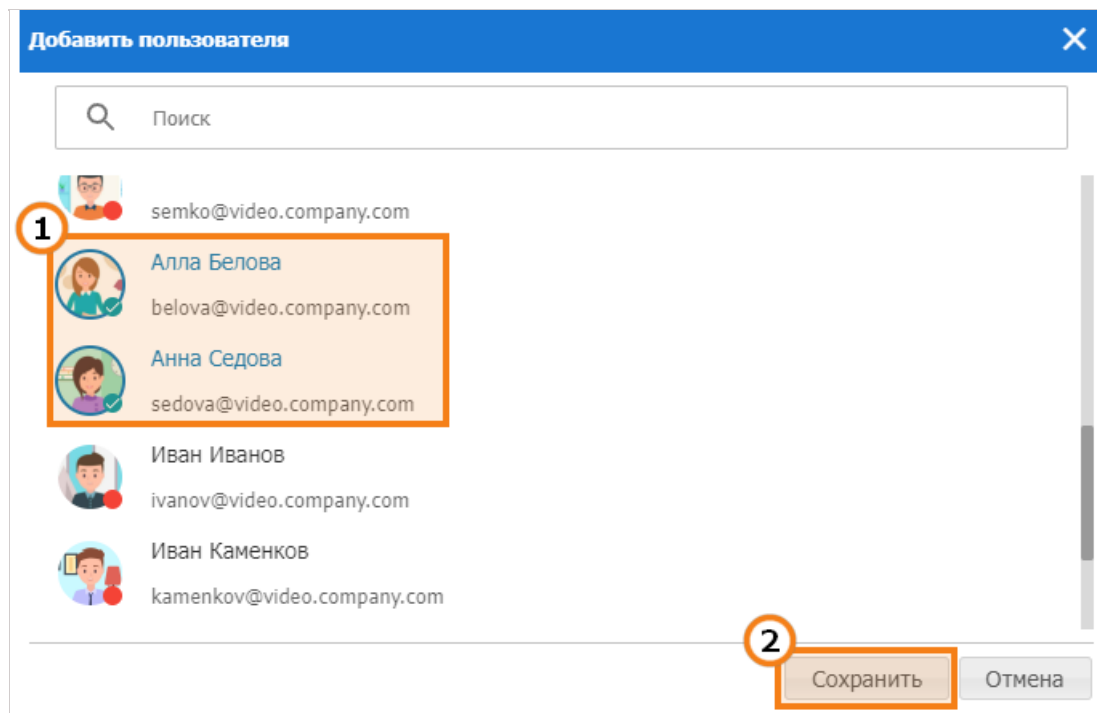 Добавить пользователя
Поиск
semko@video.company.com
1
Алла Белова
belova@video.company.com
Анна Седова
sedova@video.company.com
Иван Иванов
ivanov@video.company.com
Иван Каменков
kamenkov@video.company.com
2
Сохранить Отмена